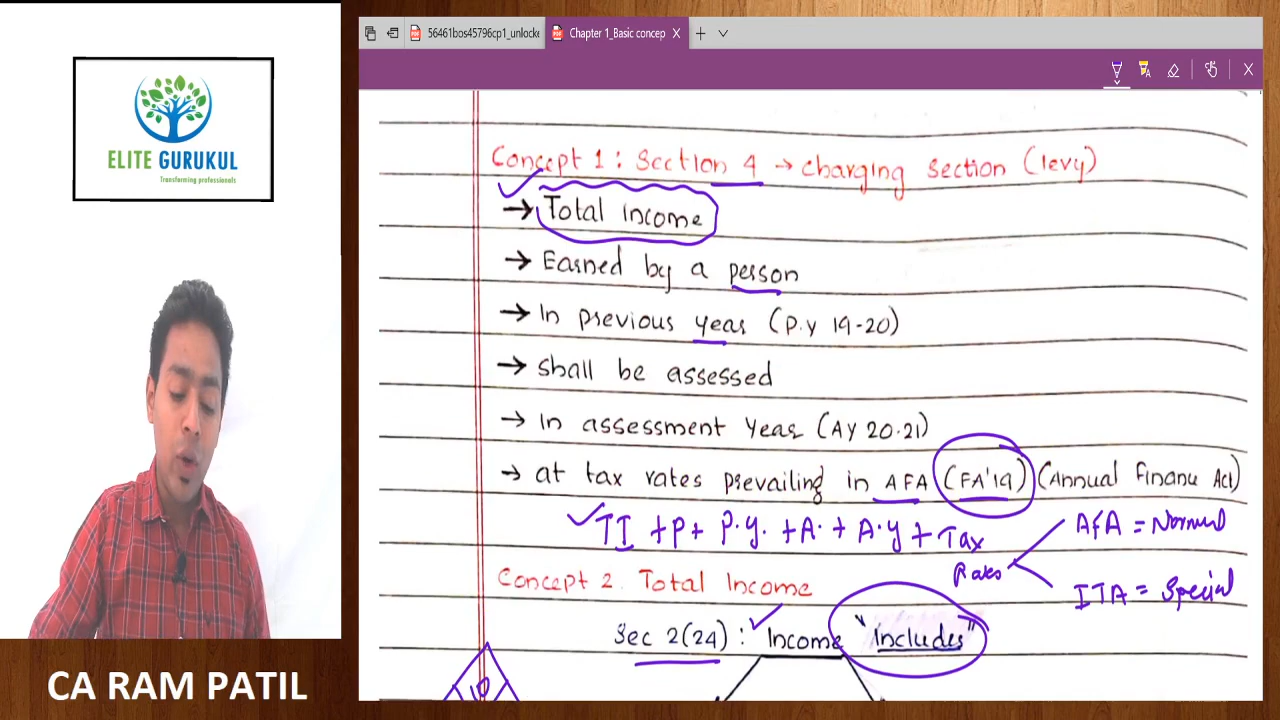 56461bos45796cp1_unlocke
Chapter 1_Basic concep
ELITE GURUKUL
Transforming professionals
Concept 1: Section 4 → charging section (levy)
→ Total income
→ Earned by a person
→ In previous year (P.y 19-20)
→ Shall be assessed
→ In assessment Year (AY 20-21)
→ at tax rates prevailing in AFA (FA'19) (Annual Finance Act)
TI + P + P.y. + A. + A.y + Tax Rates
AFA = Normal
ITA = Special
Concept 2. Total Income
Sec 2(24): Income "includes"
10
CA RAM PATIL